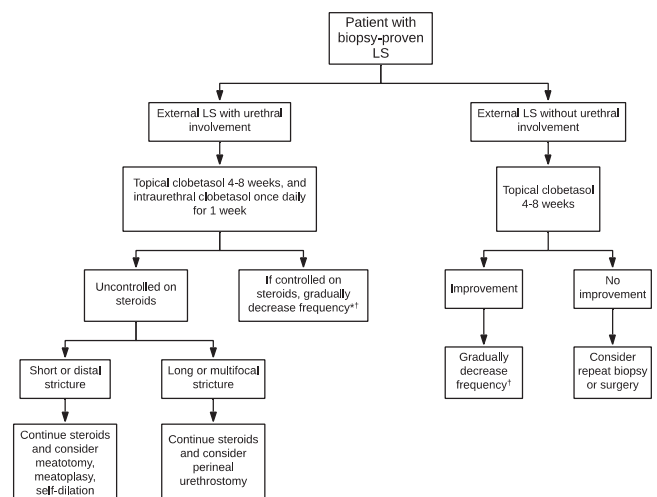 Patient with
biopsy-proven
LS
External LS with urethral
involvement
External LS without urethral
involvement
Topical clobetasol 4-8 weeks, and
intraurethral clobetasol once daily
for 1 week
Topical clobetasol
4-8 weeks
Uncontrolled on
steroids
If controlled on
steroids, gradually
decrease frequency*†
Improvement
No
improvement
Short or distal
stricture
Long or multifocal
stricture
Gradually
decrease
frequency†
Consider
repeat biopsy
or surgery
Continue steroids
and consider
meatotomy,
meatoplasy,
self-dilation
Continue steroids
and consider
perineal
urethrostomy